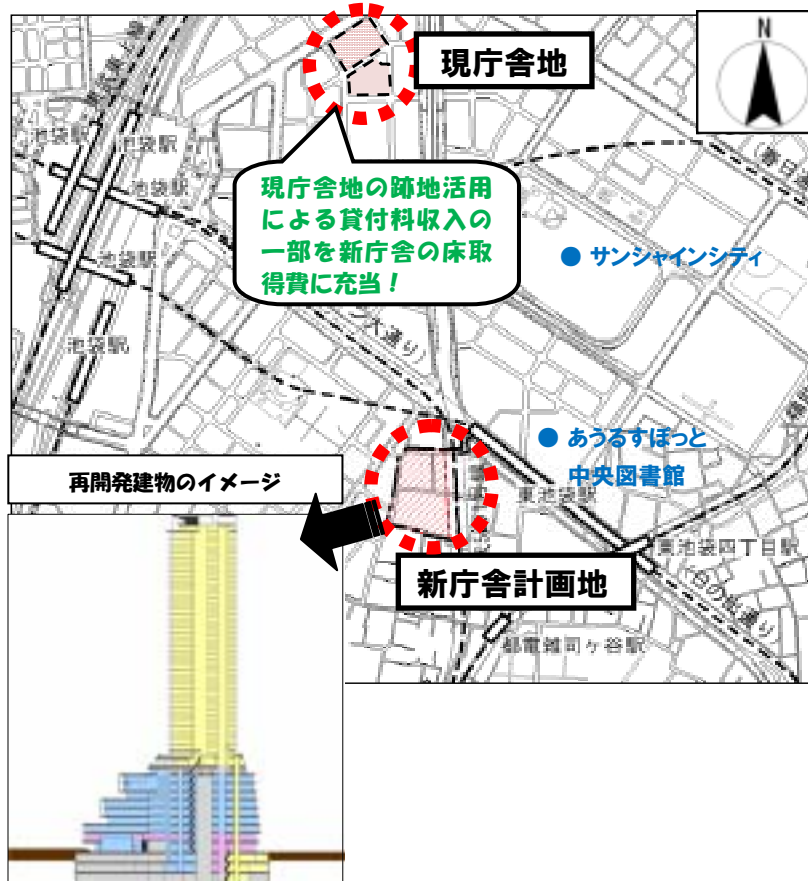 N
現庁舎地
池袋駅
池袋駅
池袋駅
池袋駅
池袋駅
現庁舎地の跡地活用
による貸付料収入の
一部を新庁舎の床取
得費に充当！
サンシャインシティ
大通り）
あうるすぽっと
中央図書館
再開発建物のイメージ
東池袋駅
東池袋四丁目駅
新庁舎計画地
都電雑司ヶ谷駅